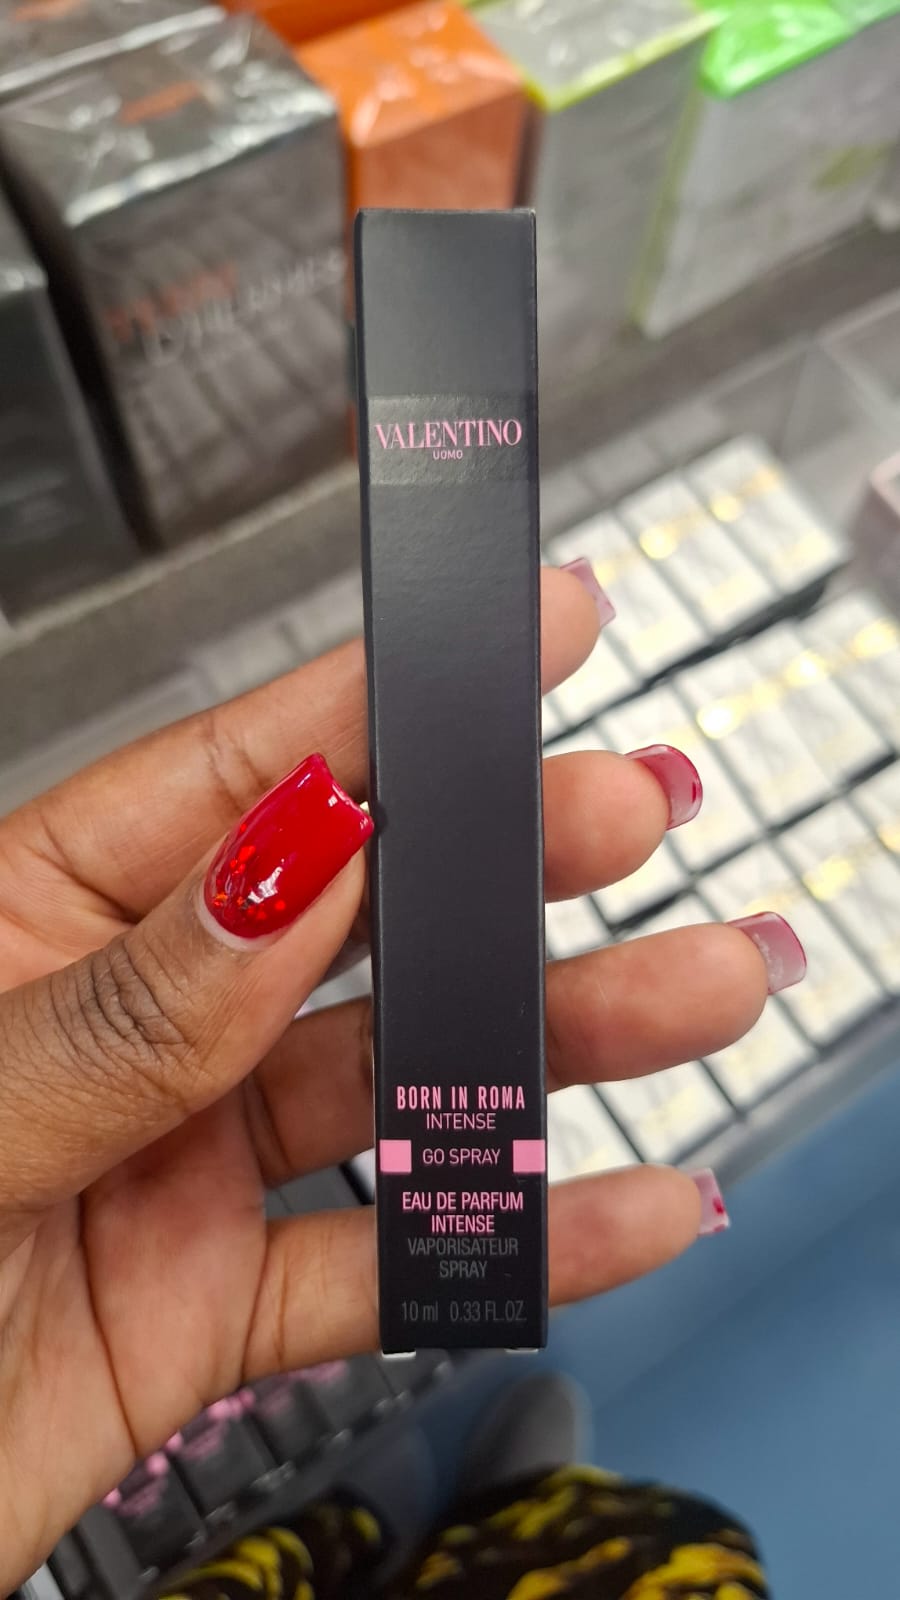 VALENTINO
UOMO
BORN IN ROMA
INTENSE
GO SPRAY
EAU DE PARFUM
INTENSE
VAPORISATEUR
SPRAY
10 ml 0.33 FL.OZ.